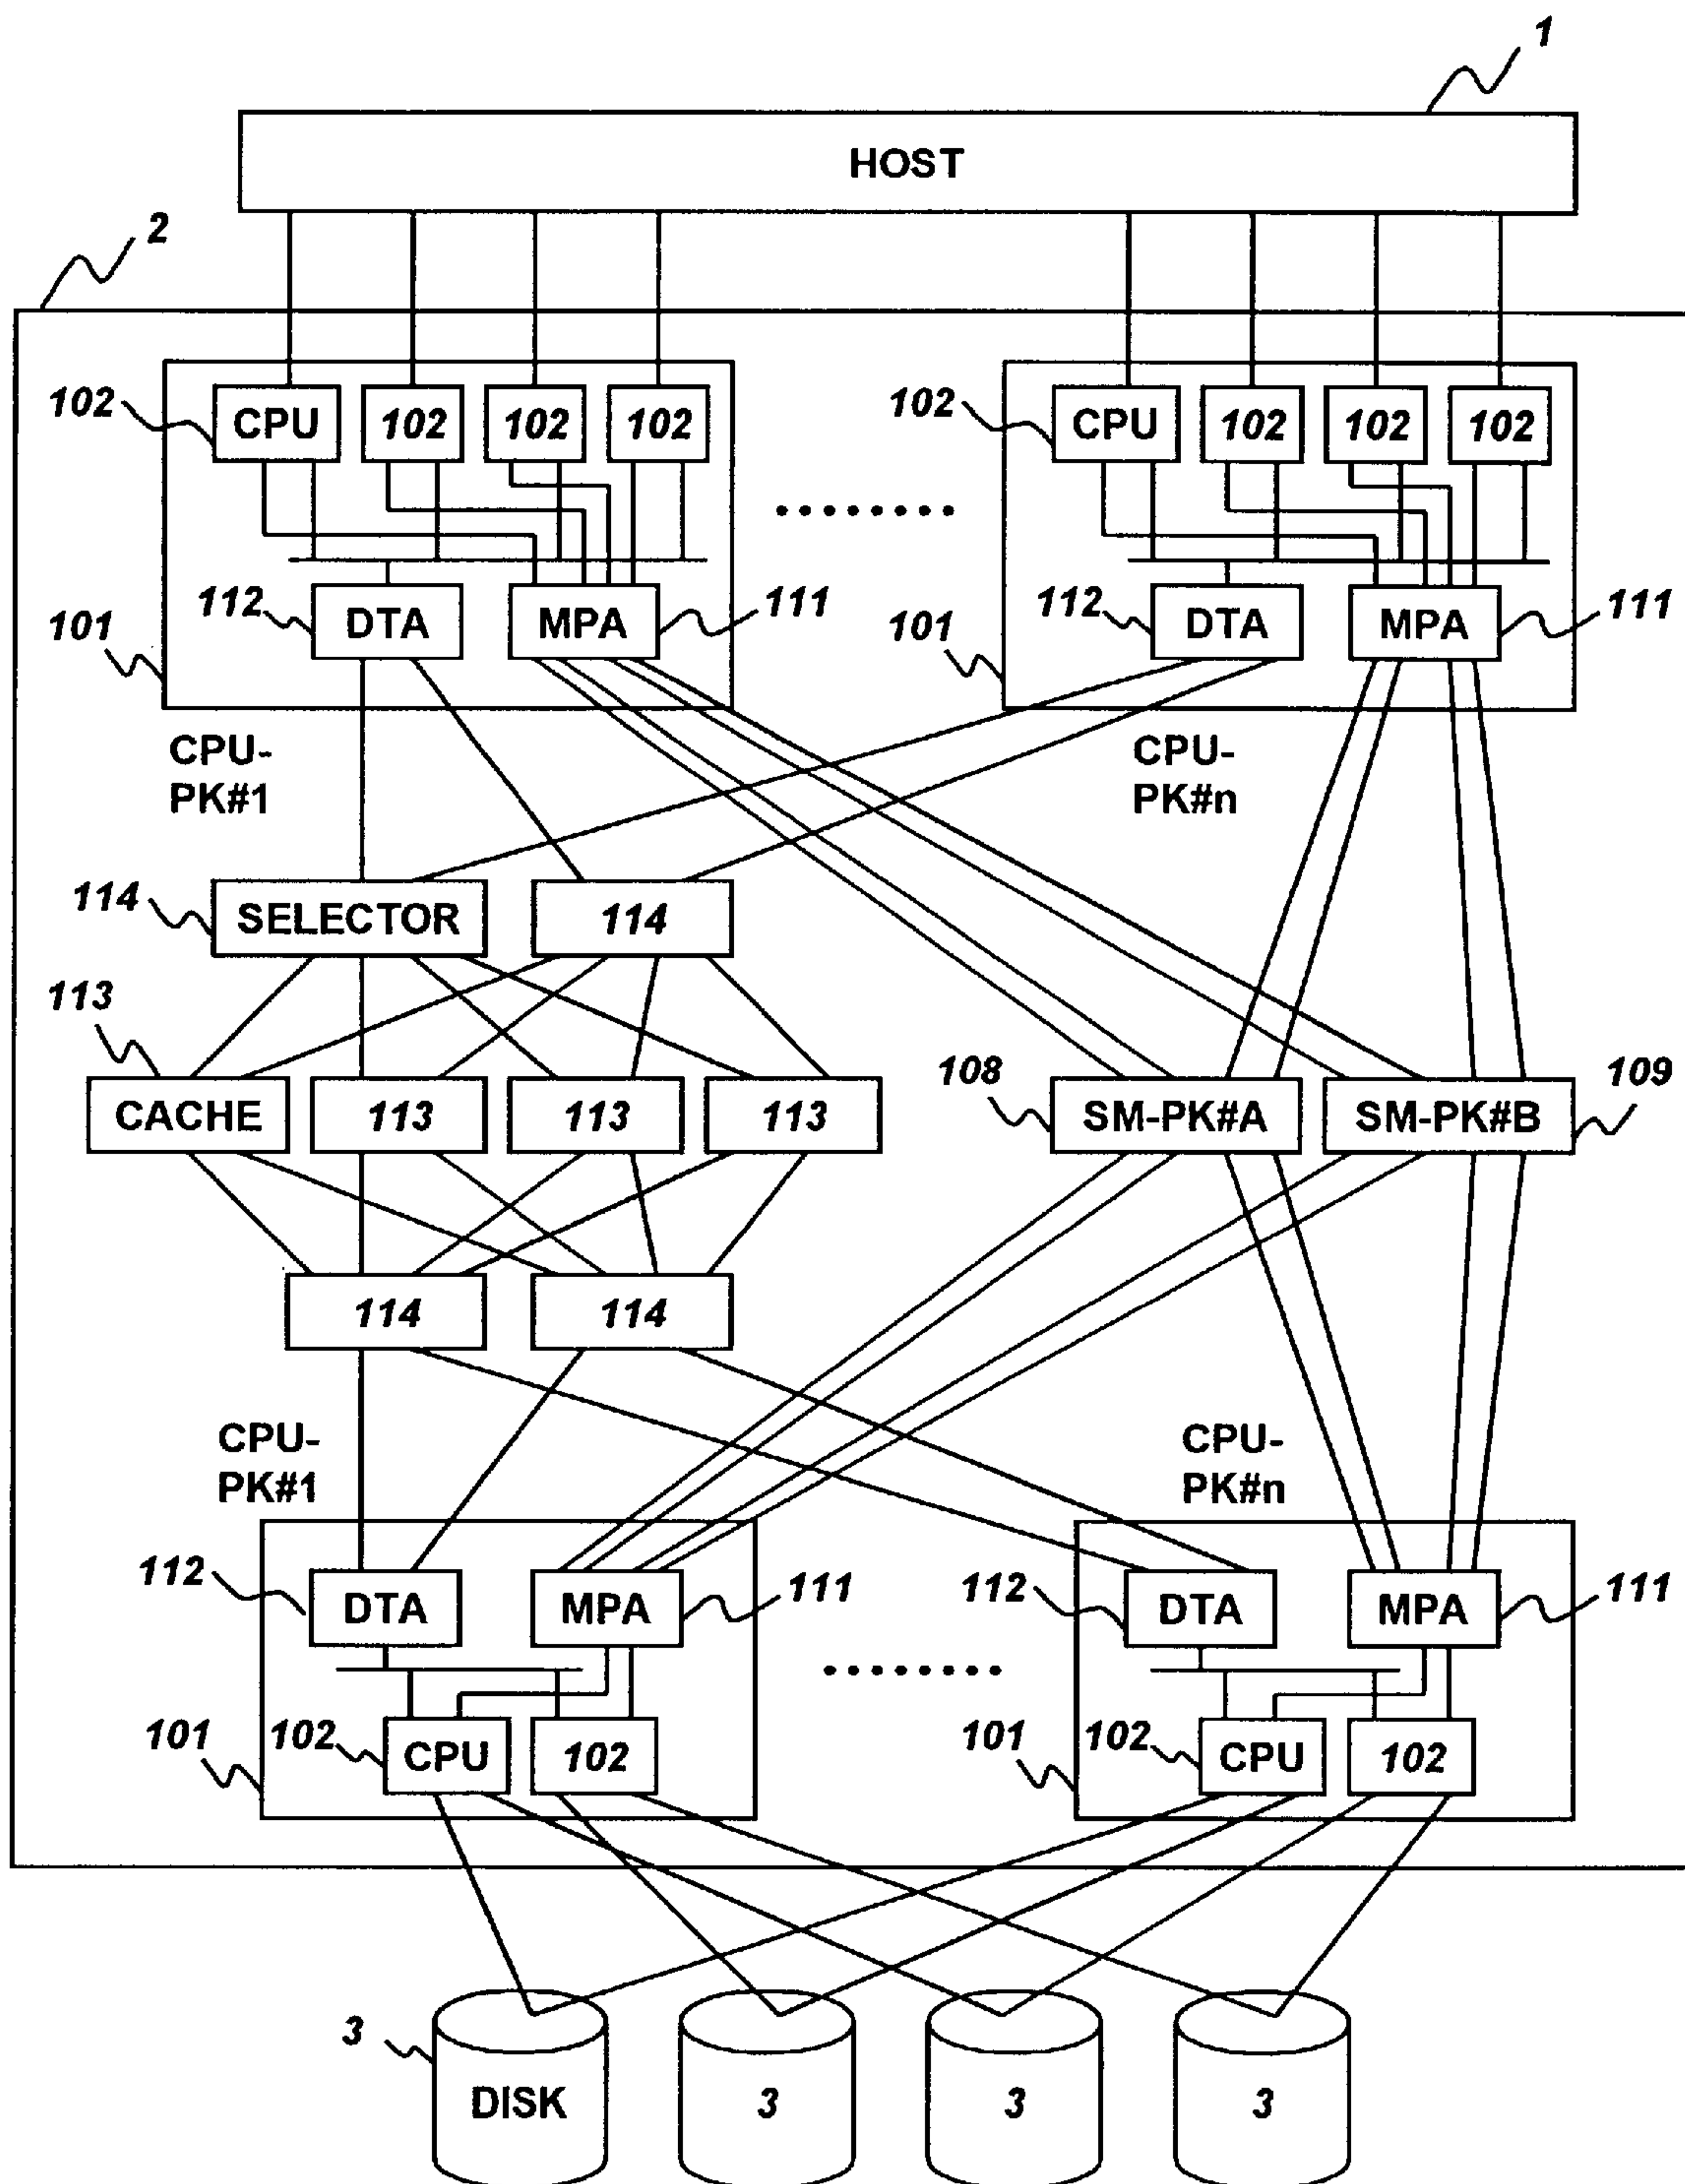 1
HOST
2
102 CPU 102 102 102
102 CPU 102 102 102
112 DTA MPA 111
101
112 DTA MPA 111
101
CPU-
PK#1
CPU-
PK#n
114 SELECTOR 114
113
CACHE 113 113 113
108 SM-PK#A SM-PK#B 109
114 114
CPU-
PK#1
CPU-
PK#n
112 DTA MPA 111
112 DTA MPA 111
101 102 CPU 102
101 102 CPU 102
3 DISK 3 3 3